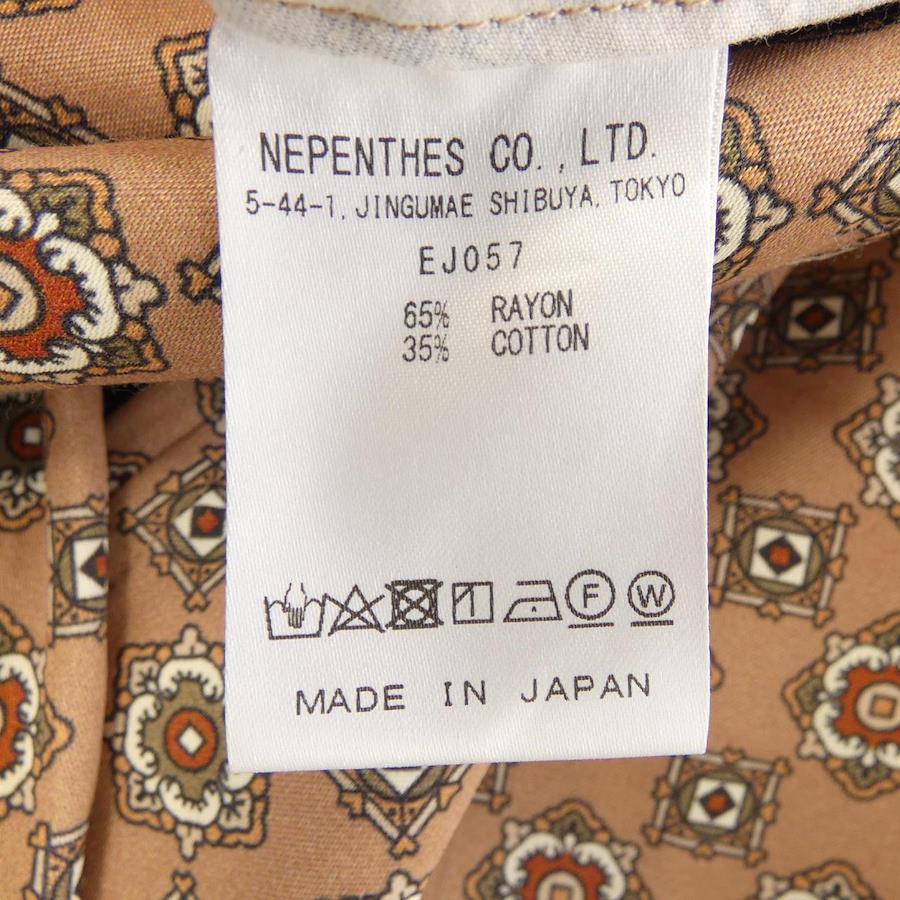 NEPENTHES CO., LTD.
5-44-1, JINGUMAE SHIBUYA, TOKYO
EJ057
65% RAYON
35% COTTON
F W
MADE IN JAPAN